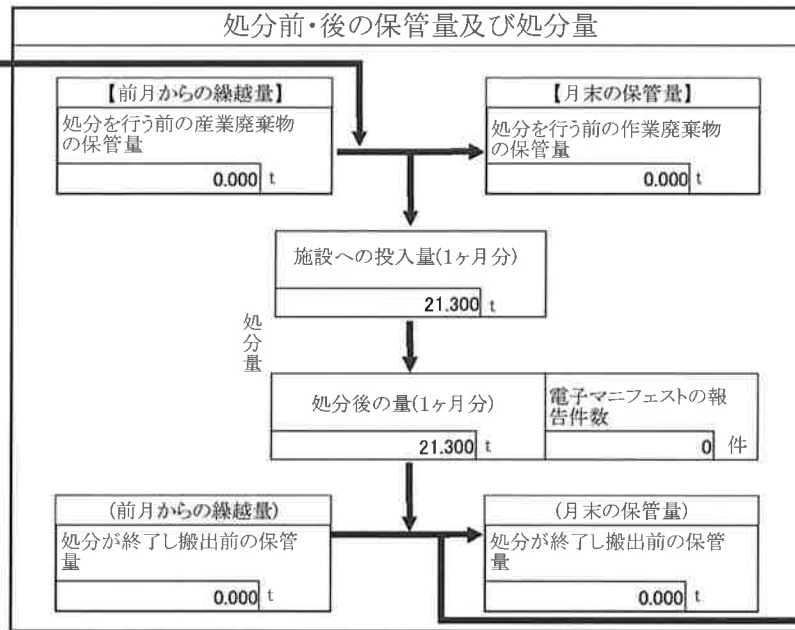 処分前・後の保管量及び処分量
【前月からの繰越量】
処分を行う前の産業廃棄物
の保管量
0.000 t
【月末の保管量】
処分を行う前の作業廃棄物
の保管量
0.000 t
施設への投入量(1ヶ月分)
21.300 t
処分量
処分後の量(1ヶ月分)
21.300 t
電子マニフェストの報
告件数
0 件
(前月からの繰越量)
処分が終了し搬出前の保管
量
0.000 t
(月末の保管量)
処分が終了し搬出前の保管
量
0.000 t